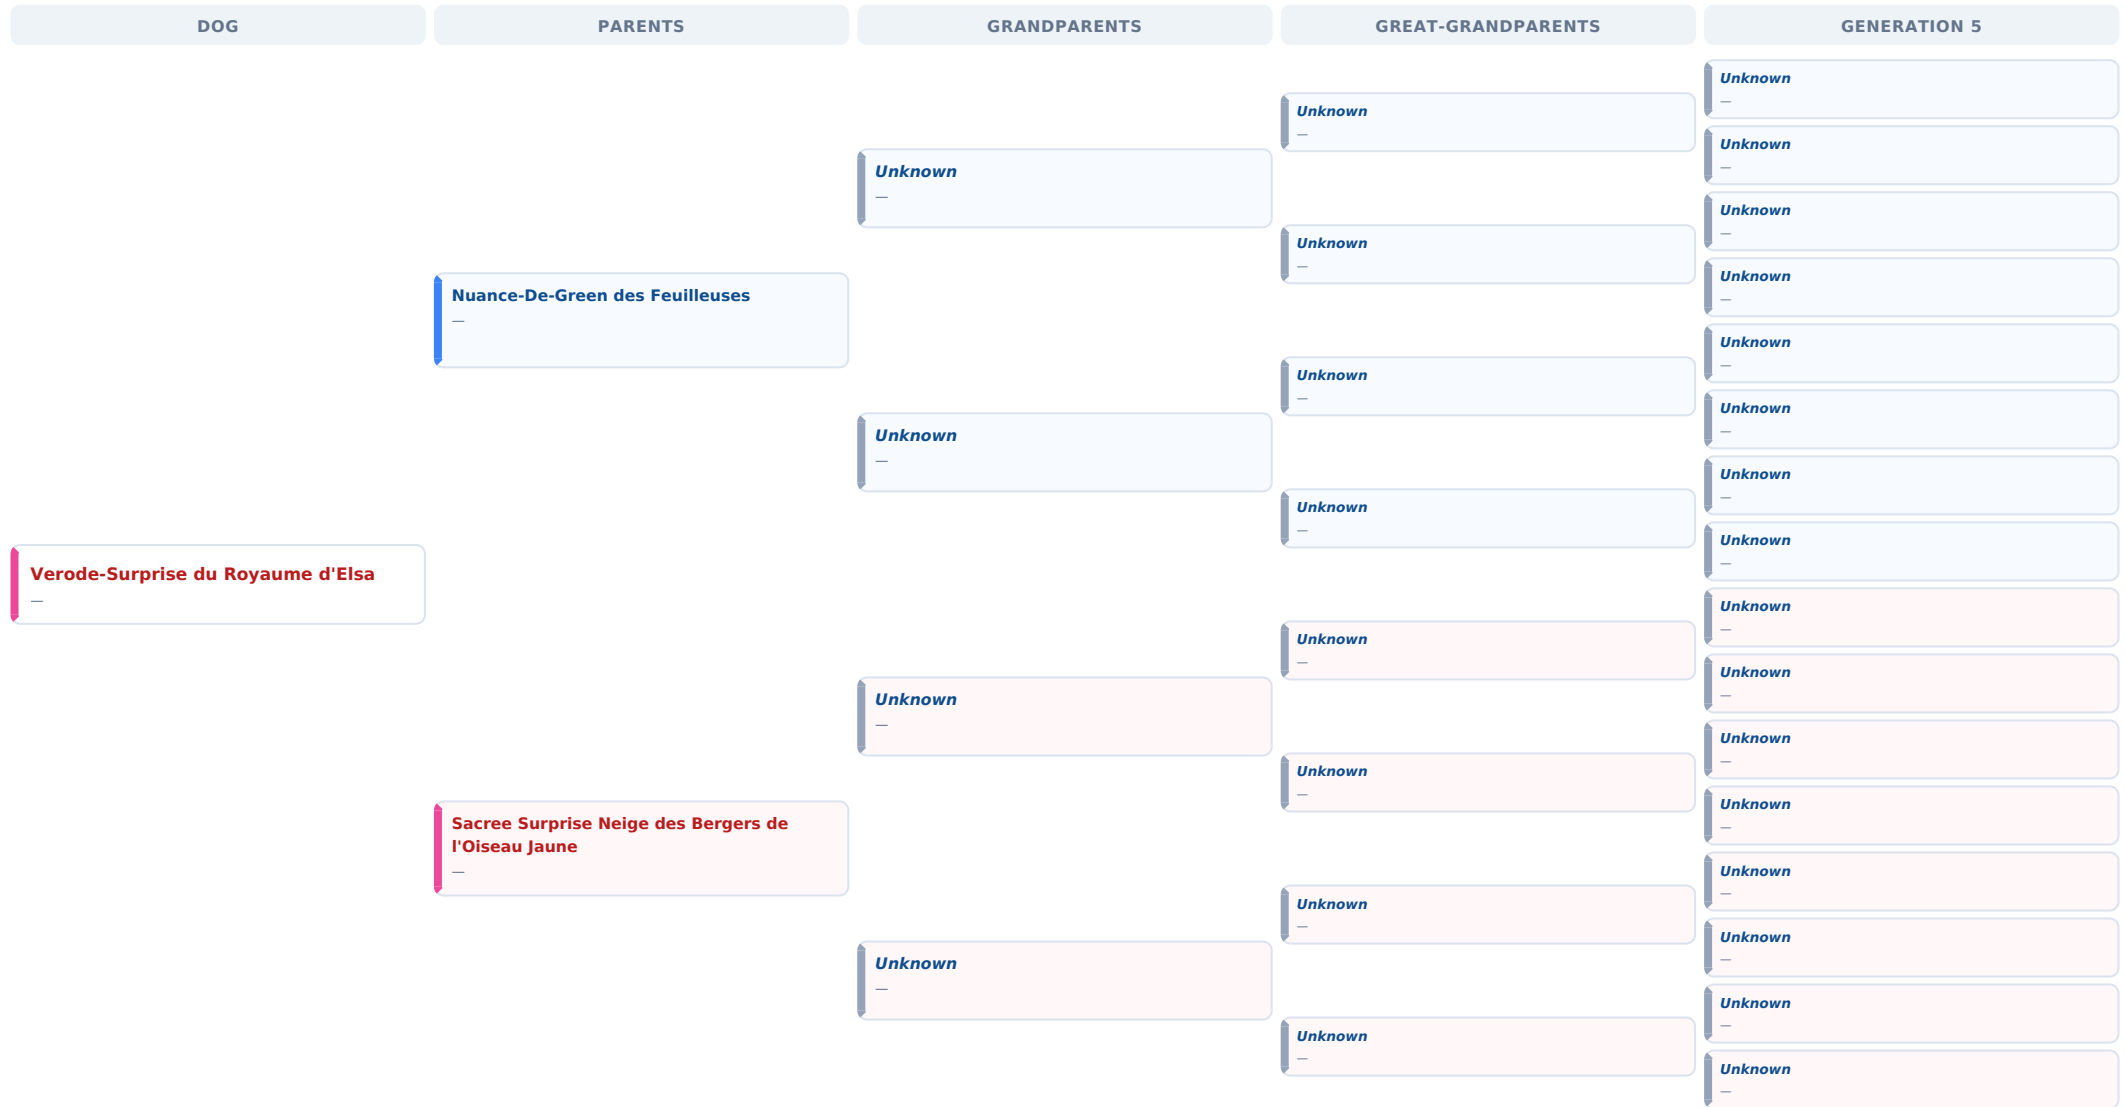 DOG
PARENTS
GRANDPARENTS
GREAT-GRANDPARENTS
GENERATION 5
Verode-Surprise du Royaume d'Elsa
—
Nuance-De-Green des Feuilleuses
—
Sacree Surprise Neige des Bergers de
l'Oiseau Jaune
—
Unknown
—
Unknown
—
Unknown
—
Unknown
—
Unknown
—
Unknown
—
Unknown
—
Unknown
—
Unknown
—
Unknown
—
Unknown
—
Unknown
—
Unknown
—
Unknown
—
Unknown
—
Unknown
—
Unknown
—
Unknown
—
Unknown
—
Unknown
—
Unknown
—
Unknown
—
Unknown
—
Unknown
—
Unknown
—
Unknown
—
Unknown
—
Unknown
—